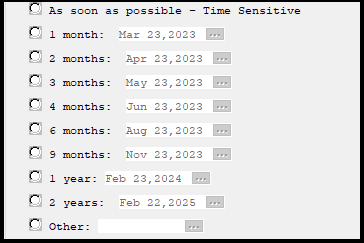 As soon as possible - Time Sensitive
1 month: Mar 23,2023 ...
2 months: Apr 23,2023 ...
3 months: May 23,2023 ...
4 months: Jun 23,2023 ...
6 months: Aug 23,2023 ...
9 months: Nov 23,2023 ...
1 year: Feb 23,2024 ...
2 years: Feb 22,2025 ...
Other: ...